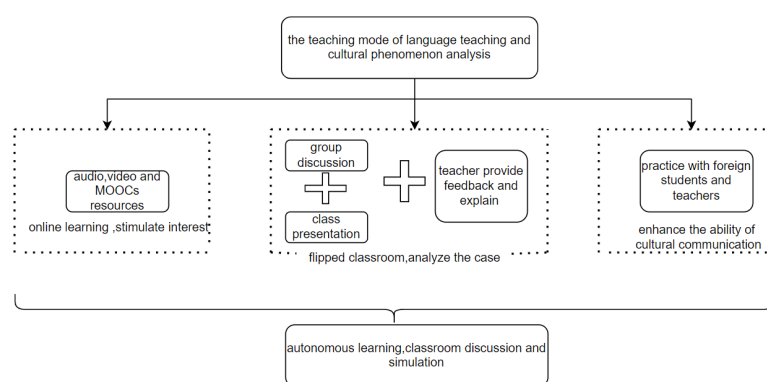 the teaching mode of language teaching and
cultural phenomenon analysis
audio,video and
MOOCs
resources
online learning ,stimulate interest
group
discussion
class
presentation
teacher provide
feedback and
explain
flipped classroom,analyze the case
practice with foreign
students and
teachers
enhance the ability of
cultural communication
autonomous learning,classroom discussion and
simulation